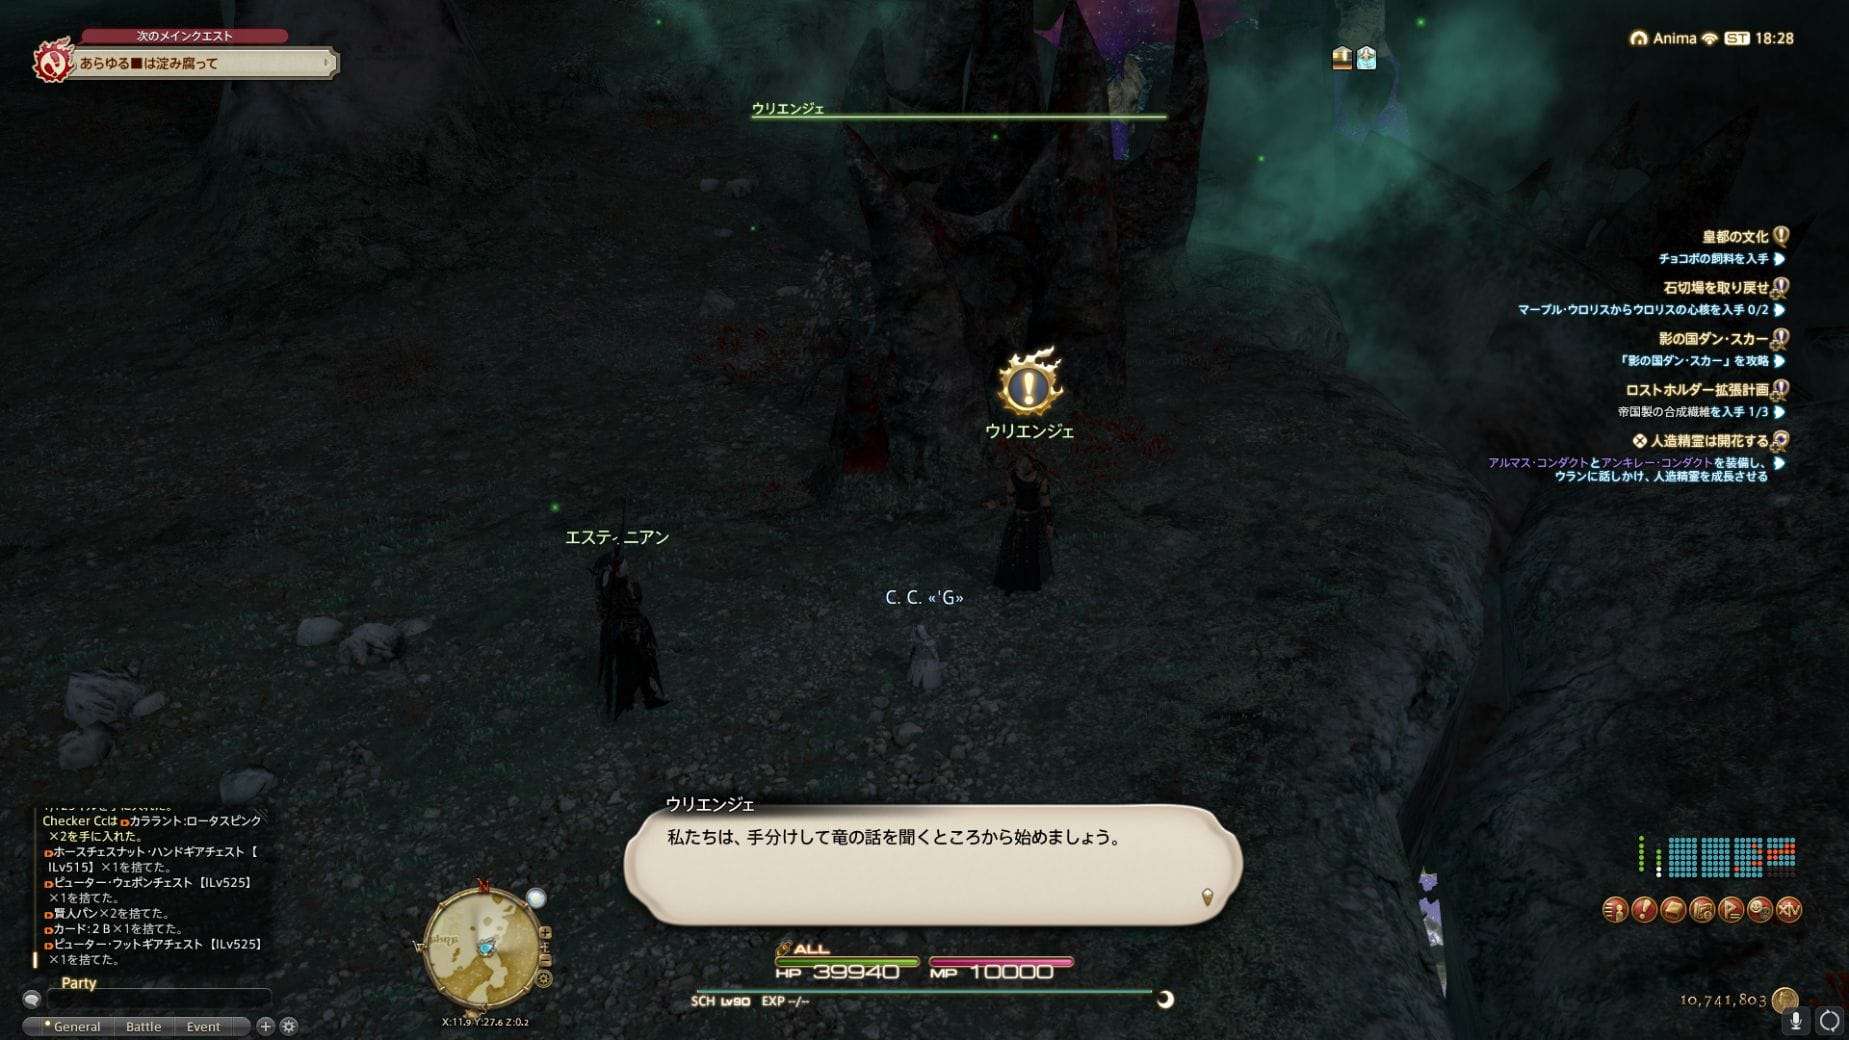 次のメインクエスト
あらゆる■は淀み腐って
ウリエンジェ
Anima ST 18:28
皇都の文化
チョコボの飼料を入手
石切場を取り戻せ
マーブル・ウロリスからウロリスの心核を入手 0/2
影の国ダン・スカー
「影の国ダン・スカー」を攻略
ロストホルダー拡張計画
帝国製の合成繊維を入手 1/3
人造精霊は開花する
アルマス・コンダクトとアンキレー・コンダクトを装備し、
ウランに話しかけ、人造精霊を成長させる
ウリエンジェ
エスティニアン
C. C. «'G»
ウリエンジェ
私たちは、手分けして竜の話を聞くところから始めましょう。
Checker Ccは カララント:ロータスピンク
×2を手に入れた。
ホースチェスナット・ハンドギアチェスト【
ILv515】×1を捨てた。
ピューター・ウェポンチェスト【ILv525】
×1を捨てた。
賢人パン×2を捨てた。
カード:2B×1を捨てた。
ピューター・フットギアチェスト【ILv525】
×1を捨てた。
Party
General Battle Event
N
X:11.9 Y:27.6 Z:0.2
ALL
HP 39940 MP 10000
SCH Lv90 EXP --/--
XIV
10,741,803